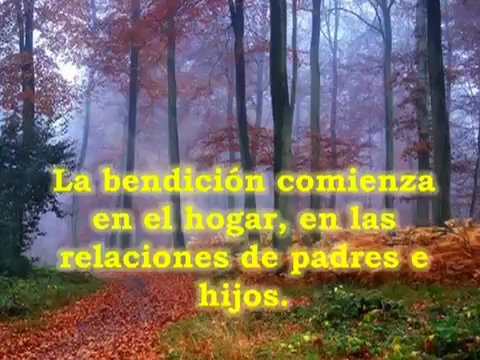 La bendición comienza
en el hogar, en las
relaciones de padres e
hijos.